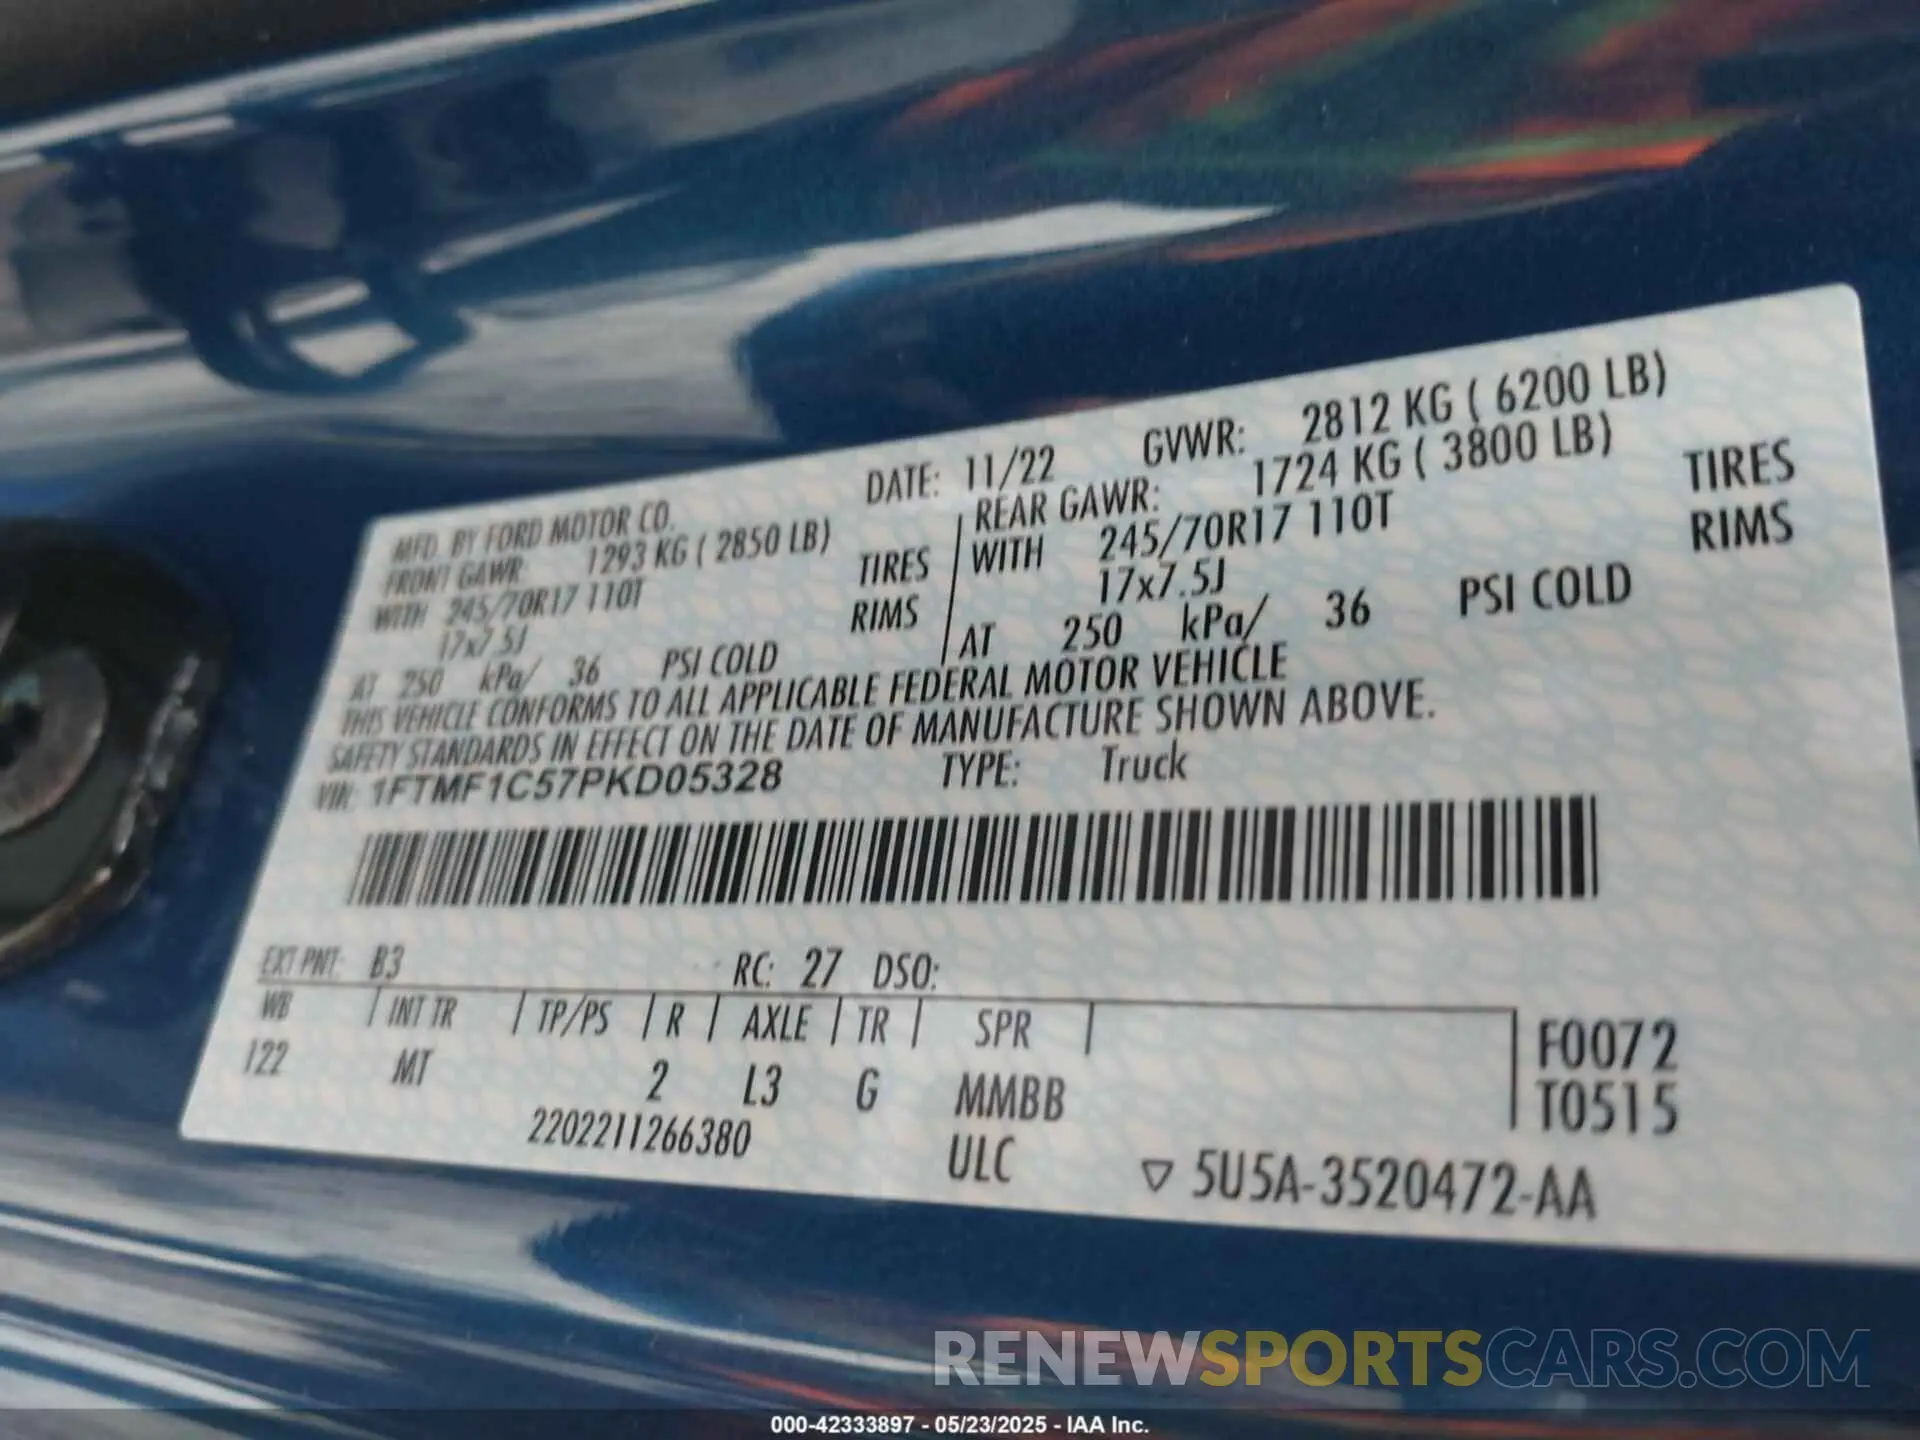 MFD. BY FORD MOTOR CO. DATE: 11/22 GVWR: 2812 KG ( 6200 LB)
FRONT GAWR: 1293 KG ( 2850 LB) REAR GAWR: 1724 KG ( 3800 LB)
WITH 245/70R17 110T TIRES WITH 245/70R17 110T TIRES
17x7.5J RIMS 17x7.5J RIMS
AT 250 kPa/ 36 PSI COLD AT 250 kPa/ 36 PSI COLD
THIS VEHICLE CONFORMS TO ALL APPLICABLE FEDERAL MOTOR VEHICLE
SAFETY STANDARDS IN EFFECT ON THE DATE OF MANUFACTURE SHOWN ABOVE.
VIN: 1FTMF1C57PKD05328 TYPE: Truck
EXT PNT: B3 RC: 27 DSO:
WB | INT TR | TP/PS | R | AXLE | TR | SPR | F0072
122 MT 2 L3 G MMBB T0515
2202211266380 ULC ▽ 5U5A-3520472-AA
RENEWSPORTSCARS.COM
000-42333897 - 05/23/2025 - IAA Inc.